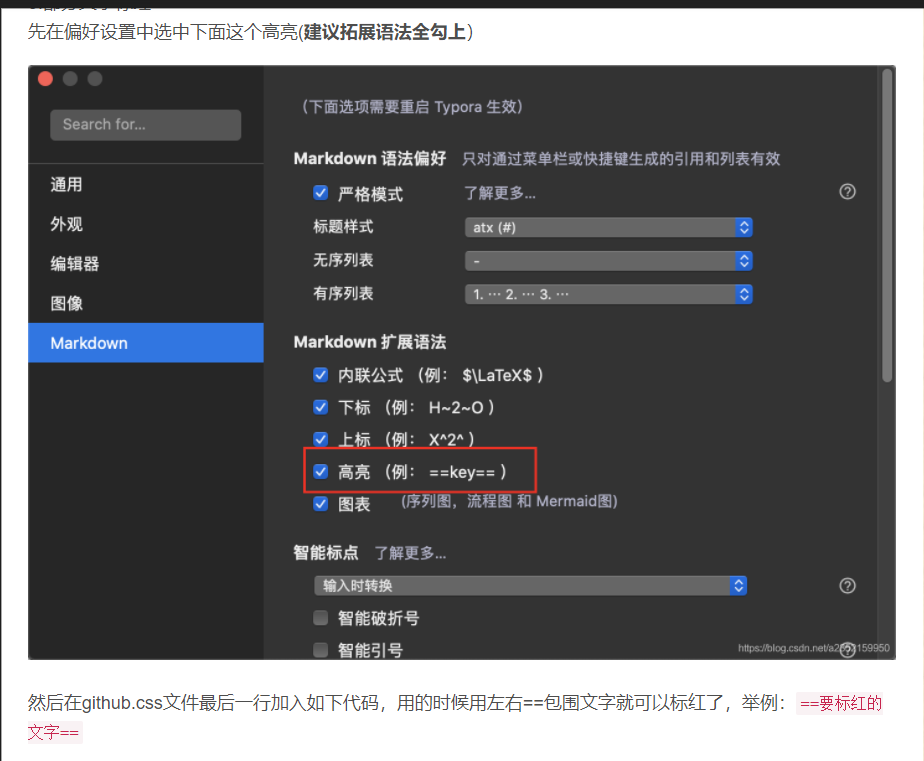 先在偏好设置中选中下面这个高亮(建议拓展语法全勾上)
（下面选项需要重启 Typora 生效）
Search for...
Markdown 语法偏好 只对通过菜单栏或快捷键生成的引用和列表有效
通用
严格模式 了解更多...
外观
标题样式 atx (#)
编辑器
无序列表 -
图像
有序列表 1. ··· 2. ··· 3. ···
Markdown
Markdown 扩展语法
内联公式 （例： $\LaTeX$ ）
下标 （例： H~2~O ）
上标 （例： X^2^ ）
高亮 （例： ==key== ）
图表 (序列图，流程图 和 Mermaid图)
智能标点 了解更多...
输入时转换
智能破折号
智能引号
然后在github.css文件最后一行加入如下代码，用的时候用左右==包围文字就可以标红了，举例： ==要标红的
文字==